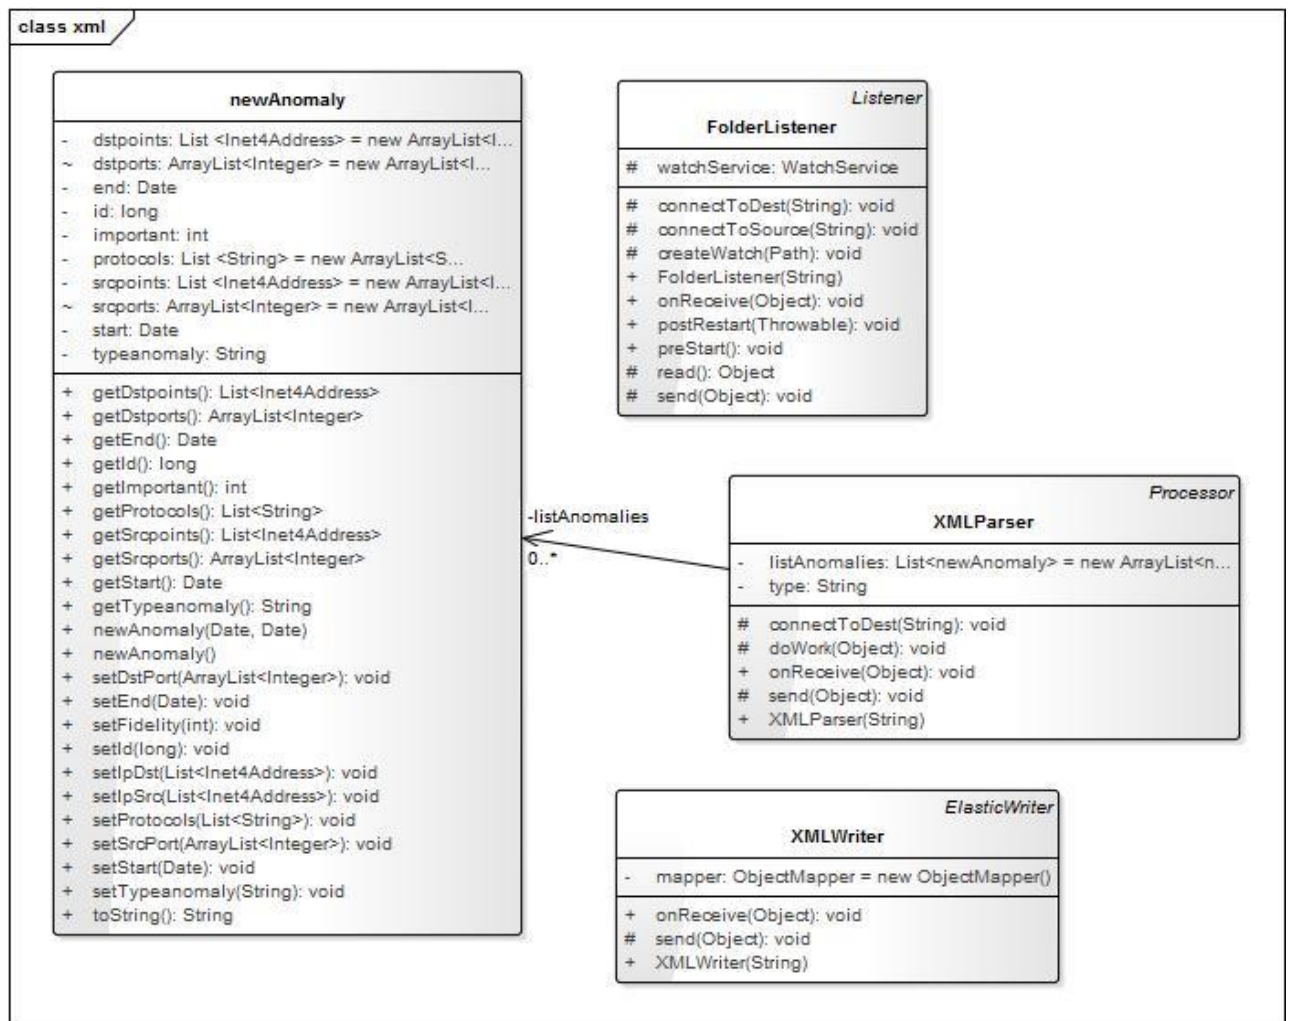 class xml
newAnomaly
- dstpoints: List <Inet4Address> = new ArrayList<I...
~ dstports: ArrayList<Integer> = new ArrayList<I...
- end: Date
- id: long
- important: int
- protocols: List <String> = new ArrayList<S...
- srcpoints: List <Inet4Address> = new ArrayList<I...
~ srcports: ArrayList<Integer> = new ArrayList<I...
- start: Date
- typeanomaly: String
+ getDstpoints(): List<Inet4Address>
+ getDstports(): ArrayList<Integer>
+ getEnd(): Date
+ getId(): long
+ getImportant(): int
+ getProtocols(): List<String>
+ getSrcpoints(): List<Inet4Address>
+ getSrcports(): ArrayList<Integer>
+ getStart(): Date
+ getTypeanomaly(): String
+ newAnomaly(Date, Date)
+ newAnomaly()
+ setDstPort(ArrayList<Integer>): void
+ setEnd(Date): void
+ setFidelity(int): void
+ setId(long): void
+ setIpDst(List<Inet4Address>): void
+ setIpSrc(List<Inet4Address>): void
+ setProtocols(List<String>): void
+ setSrcPort(ArrayList<Integer>): void
+ setStart(Date): void
+ setTypeanomaly(String): void
+ toString(): String
Listener
FolderListener
# watchService: WatchService
# connectToDest(String): void
# connectToSource(String): void
# createWatch(Path): void
+ FolderListener(String)
+ onReceive(Object): void
+ postRestart(Throwable): void
+ preStart(): void
# read(): Object
# send(Object): void
-listAnomalies
0..*
Processor
XMLParser
- listAnomalies: List<newAnomaly> = new ArrayList<n...
- type: String
# connectToDest(String): void
# doWork(Object): void
+ onReceive(Object): void
# send(Object): void
+ XMLParser(String)
ElasticWriter
XMLWriter
- mapper: ObjectMapper = new ObjectMapper()
+ onReceive(Object): void
# send(Object): void
+ XMLWriter(String)